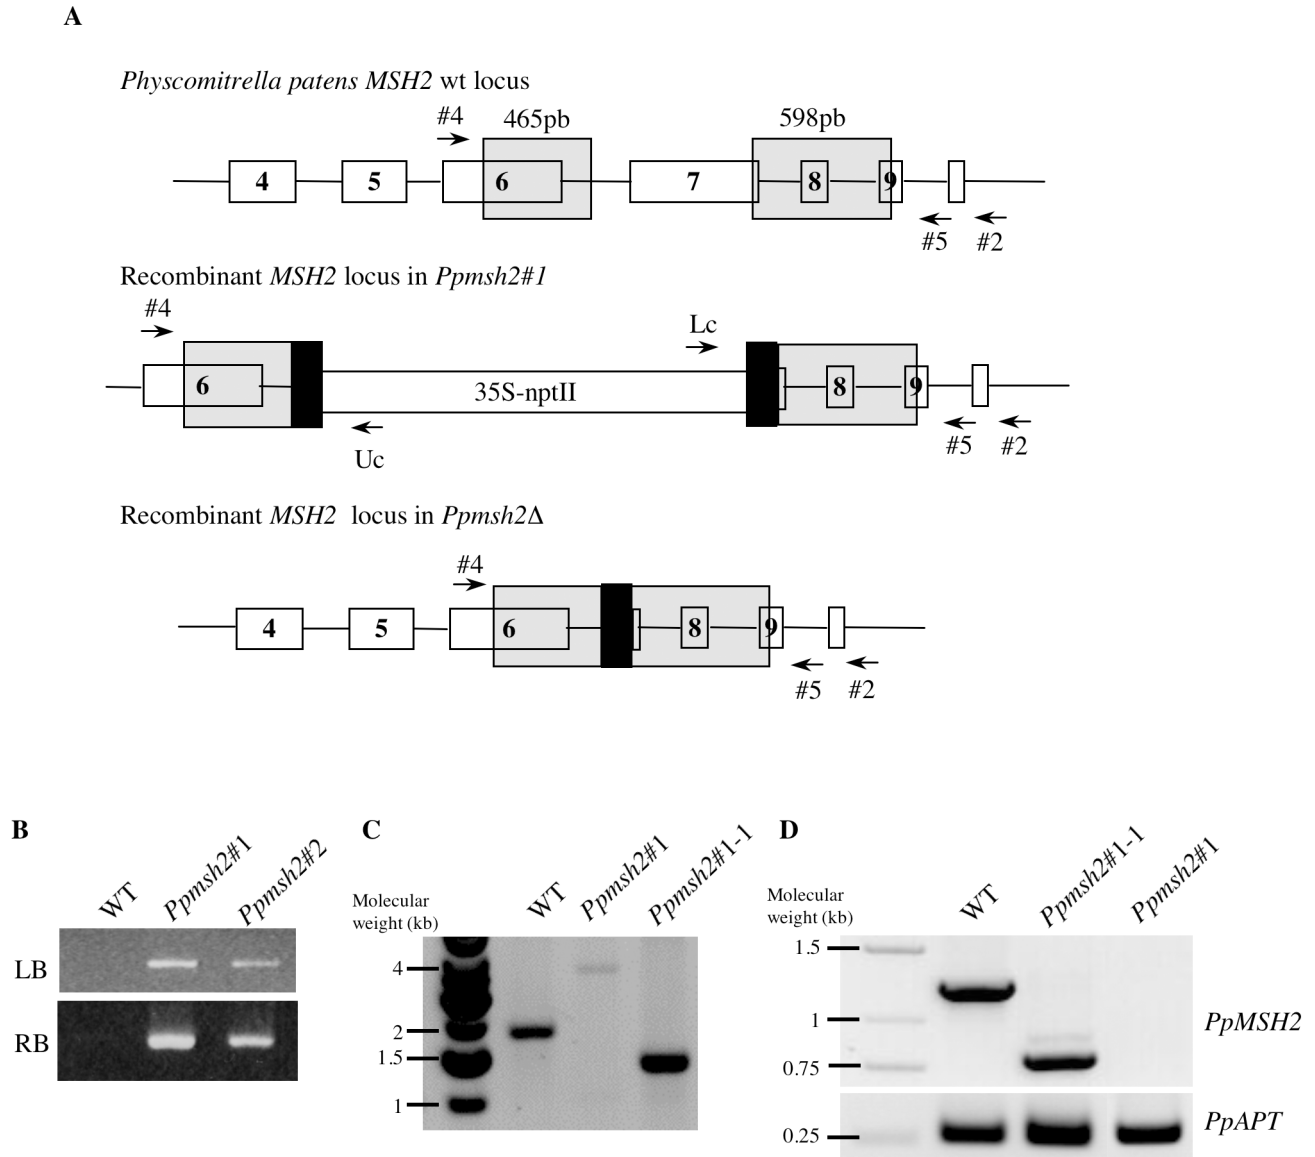 A
Physcomitrella patens MSH2 wt locus
#4 465pb 598pb
4 5 6 7 8 9
#5 #2
Recombinant MSH2 locus in Ppmsh2#1
#4 Lc
6 35S-nptII 8 9
Uc #5 #2
Recombinant MSH2 locus in Ppmsh2Δ
#4
4 5 6 8 9
#5 #2
B
WT Ppmsh2#1 Ppmsh2#2
LB
RB
C
Molecular
weight (kb)
WT Ppmsh2#1 Ppmsh2#1-1
4
2
1.5
1
D
Molecular
weight (kb)
WT Ppmsh2#1-1 Ppmsh2#1
1.5
1
0.75
PpMSH2
0.25
PpAPT